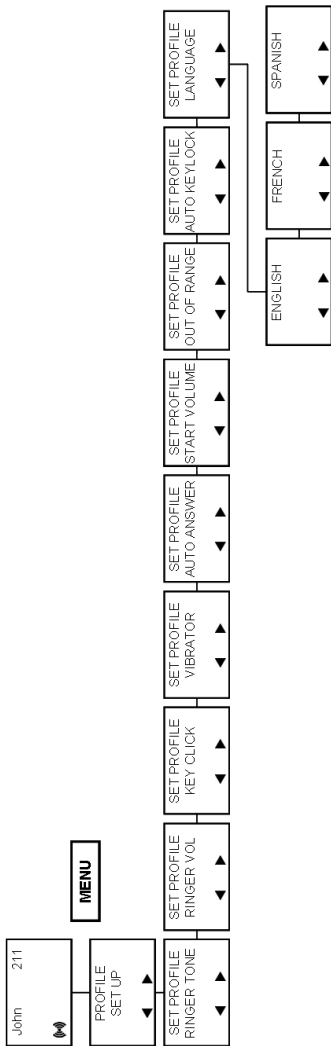 John 211
MENU
PROFILE
SET UP
SET PROFILE
RINGER TONE
SET PROFILE
RINGER VOL
SET PROFILE
KEY CLICK
SET PROFILE
VIBRATOR
SET PROFILE
AUTO ANSWER
SET PROFILE
START VOLUME
SET PROFILE
OUT OF RANGE
SET PROFILE
AUTO KEYLOCK
SET PROFILE
LANGUAGE
ENGLISH
FRENCH
SPANISH